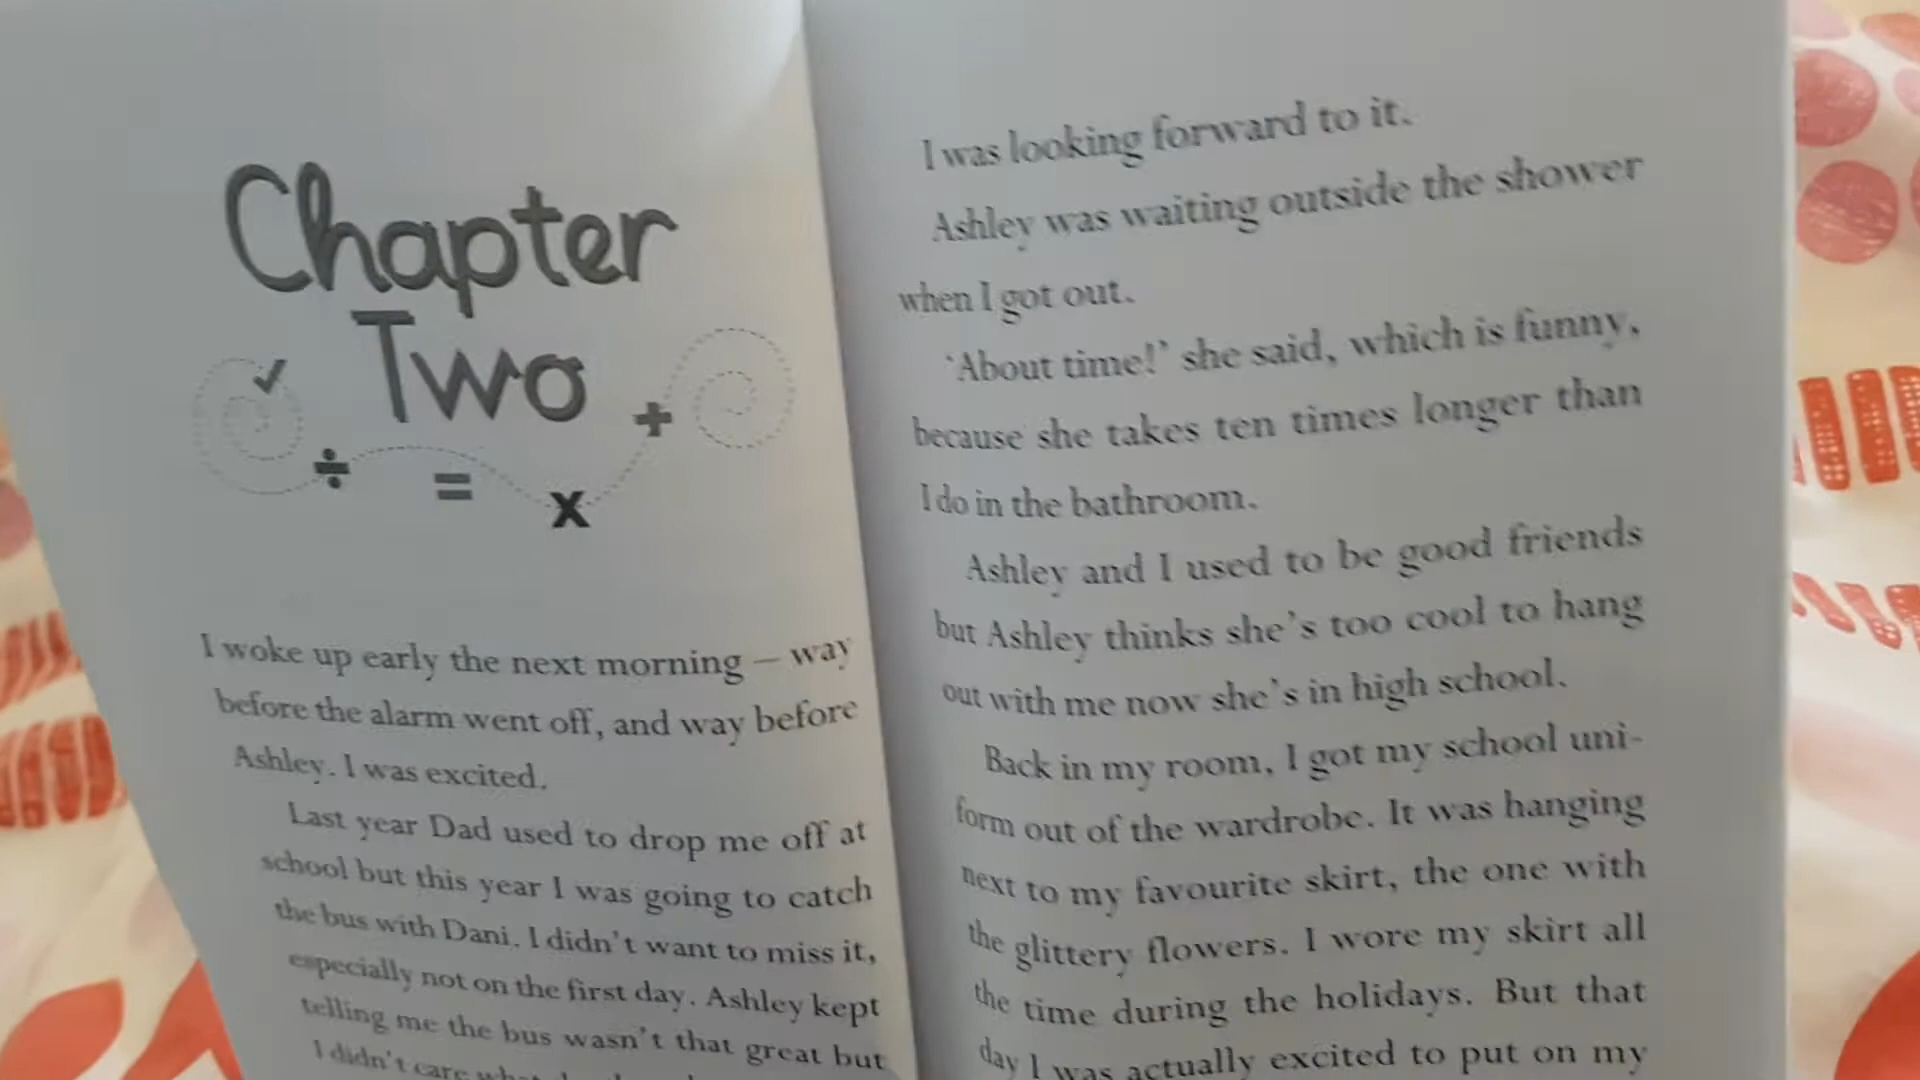 Chapter
Two
✓ ÷ = x +
I woke up early the next morning – way
before the alarm went off, and way before
Ashley. I was excited.
Last year Dad used to drop me off at
school but this year I was going to catch
the bus with Dani. I didn't want to miss it,
especially not on the first day. Ashley kept
telling me the bus wasn't that great but
I didn't care
I was looking forward to it.
Ashley was waiting outside the shower
when I got out.
'About time!' she said, which is funny,
because she takes ten times longer than
I do in the bathroom.
Ashley and I used to be good friends
but Ashley thinks she's too cool to hang
out with me now she's in high school.
Back in my room, I got my school uni-
form out of the wardrobe. It was hanging
next to my favourite skirt, the one with
the glittery flowers. I wore my skirt all
the time during the holidays. But that
day I was actually excited to put on my